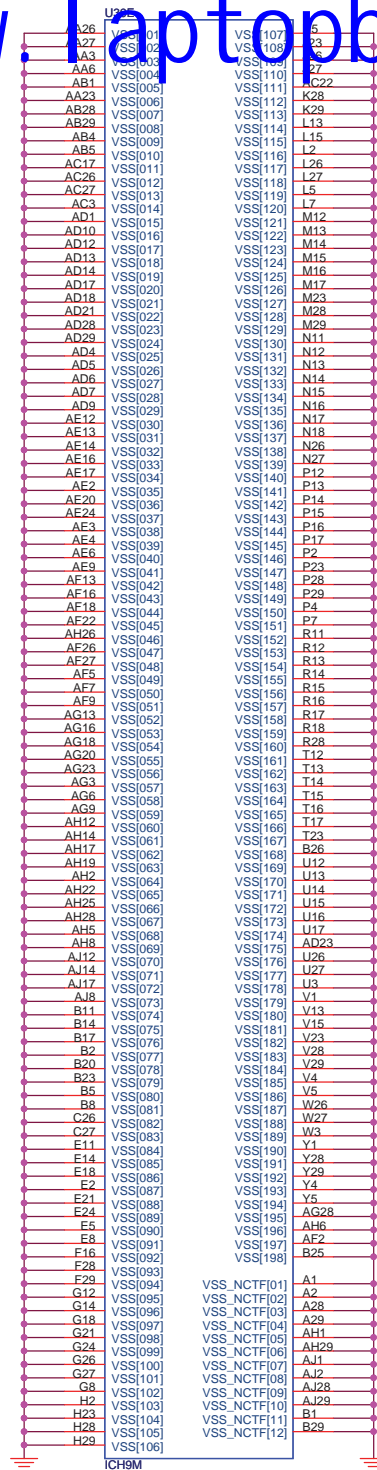 U30E
AA26 VSS[107]
AA27
AA3 VSS[003] VSS[109]
AA6 VSS[004] VSS[110]
AB1 VSS[005] VSS[111] AC22
AA23 VSS[006] VSS[112] K28
AB28 VSS[007] VSS[113] K29
AB29 VSS[008] VSS[114] L13
AB4 VSS[009] VSS[115] L15
AB5 VSS[010] VSS[116] L2
AC17 VSS[011] VSS[117] L26
AC26 VSS[012] VSS[118] L27
AC27 VSS[013] VSS[119] L5
AC3 VSS[014] VSS[120] L7
AD1 VSS[015] VSS[121] M12
AD10 VSS[016] VSS[122] M13
AD12 VSS[017] VSS[123] M14
AD13 VSS[018] VSS[124] M15
AD14 VSS[019] VSS[125] M16
AD17 VSS[020] VSS[126] M17
AD18 VSS[021] VSS[127] M23
AD21 VSS[022] VSS[128] M28
AD28 VSS[023] VSS[129] M29
AD29 VSS[024] VSS[130] N11
AD4 VSS[025] VSS[131] N12
AD5 VSS[026] VSS[132] N13
AD6 VSS[027] VSS[133] N14
AD7 VSS[028] VSS[134] N15
AD9 VSS[029] VSS[135] N16
AE12 VSS[030] VSS[136] N17
AE13 VSS[031] VSS[137] N18
AE14 VSS[032] VSS[138] N26
AE16 VSS[033] VSS[139] N27
AE17 VSS[034] VSS[140] P12
AE2 VSS[035] VSS[141] P13
AE20 VSS[036] VSS[142] P14
AE24 VSS[037] VSS[143] P15
AE3 VSS[038] VSS[144] P16
AE4 VSS[039] VSS[145] P17
AE6 VSS[040] VSS[146] P2
AE9 VSS[041] VSS[147] P23
AF13 VSS[042] VSS[148] P28
AF16 VSS[043] VSS[149] P29
AF18 VSS[044] VSS[150] P4
AF22 VSS[045] VSS[151] P7
AH26 VSS[046] VSS[152] R11
AF26 VSS[047] VSS[153] R12
AF27 VSS[048] VSS[154] R13
AF5 VSS[049] VSS[155] R14
AF7 VSS[050] VSS[156] R15
AF9 VSS[051] VSS[157] R16
AG13 VSS[052] VSS[158] R17
AG16 VSS[053] VSS[159] R18
AG18 VSS[054] VSS[160] R28
AG20 VSS[055] VSS[161] T12
AG23 VSS[056] VSS[162] T13
AG3 VSS[057] VSS[163] T14
AG6 VSS[058] VSS[164] T15
AG9 VSS[059] VSS[165] T16
AH12 VSS[060] VSS[166] T17
AH14 VSS[061] VSS[167] T23
AH17 VSS[062] VSS[168] B26
AH19 VSS[063] VSS[169] U12
AH2 VSS[064] VSS[170] U13
AH22 VSS[065] VSS[171] U14
AH25 VSS[066] VSS[172] U15
AH28 VSS[067] VSS[173] U16
AH5 VSS[068] VSS[174] U17
AH8 VSS[069] VSS[175] AD23
AJ12 VSS[070] VSS[176] U26
AJ14 VSS[071] VSS[177] U27
AJ17 VSS[072] VSS[178] U3
AJ8 VSS[073] VSS[179] V1
B11 VSS[074] VSS[180] V13
B14 VSS[075] VSS[181] V15
B17 VSS[076] VSS[182] V23
B2 VSS[077] VSS[183] V28
B20 VSS[078] VSS[184] V29
B23 VSS[079] VSS[185] V4
B5 VSS[080] VSS[186] V5
B8 VSS[081] VSS[187] W26
C26 VSS[082] VSS[188] W27
C27 VSS[083] VSS[189] W3
E11 VSS[084] VSS[190] Y1
E14 VSS[085] VSS[191] Y28
E18 VSS[086] VSS[192] Y29
E2 VSS[087] VSS[193] Y4
E21 VSS[088] VSS[194] Y5
E24 VSS[089] VSS[195] AG28
E5 VSS[090] VSS[196] AH6
E8 VSS[091] VSS[197] AF2
F16 VSS[092] VSS[198] B25
F28 VSS[093]
F29 VSS[094] VSS_NCTF[01] A1
G12 VSS[095] VSS_NCTF[02] A2
G14 VSS[096] VSS_NCTF[03] A28
G18 VSS[097] VSS_NCTF[04] A29
G21 VSS[098] VSS_NCTF[05] AH1
G24 VSS[099] VSS_NCTF[06] AH29
G26 VSS[100] VSS_NCTF[07] AJ1
G27 VSS[101] VSS_NCTF[08] AJ2
G8 VSS[102] VSS_NCTF[09] AJ28
H2 VSS[103] VSS_NCTF[10] AJ29
H23 VSS[104] VSS_NCTF[11] B1
H28 VSS[105] VSS_NCTF[12] B29
H29 VSS[106]
ICH9M